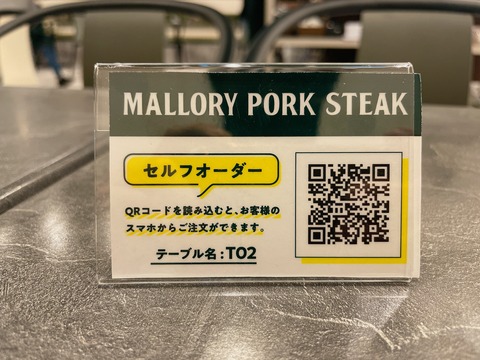 MALLORY PORK STEAK
セルフオーダー
QRコードを読み込むと、お客様の
スマホからご注文ができます。
テーブル名 : T02